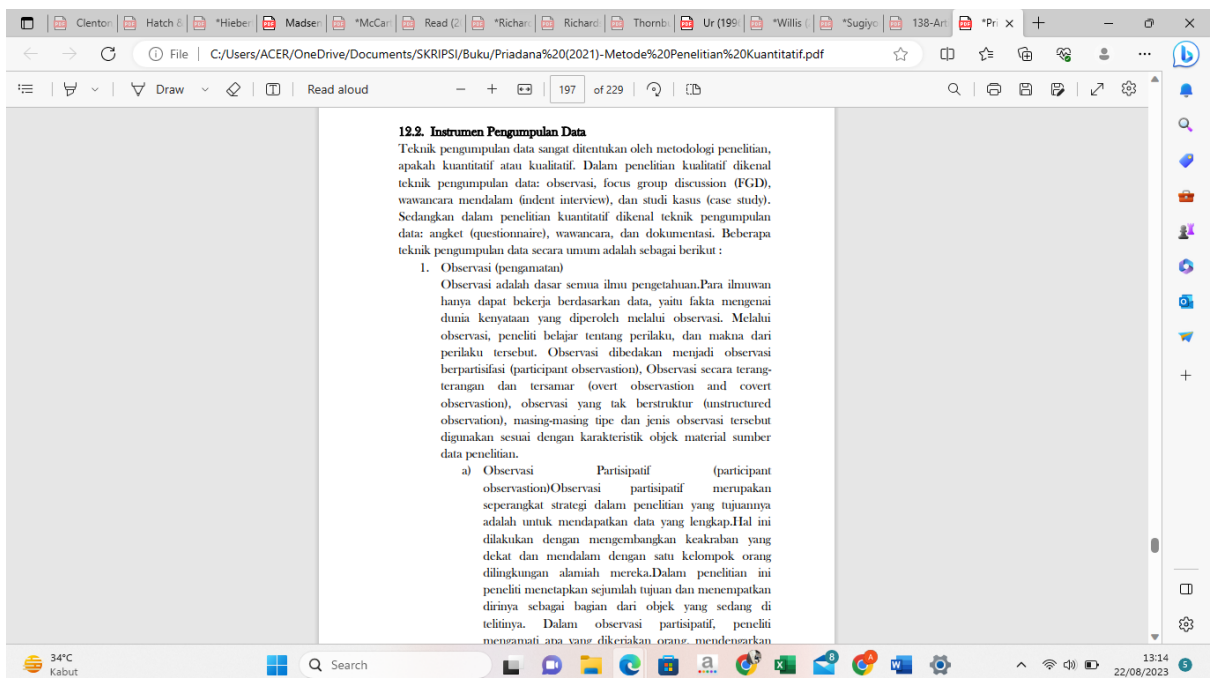 Clenton
Hatch &
*Hieber
Madsen
*McCar
Read (2
*Richar
Richard
Thornb
Ur (199
*Willis (
*Sugiyo
138-Art
*Pri
File
C:/Users/ACER/OneDrive/Documents/SKRIPSI/Buku/Priadana%20(2021)-Metode%20Penelitian%20Kuantitatif.pdf
Draw
Read aloud
197 of 229
12.2. Instrumen Pengumpulan Data
Teknik pengumpulan data sangat ditentukan oleh metodologi penelitian,
apakah kuantitatif atau kualitatif. Dalam penelitian kualitatif dikenal
teknik pengumpulan data: observasi, focus group discussion (FGD),
wawancara mendalam (indent interview), dan studi kasus (case study).
Sedangkan dalam penelitian kuantitatif dikenal teknik pengumpulan
data: angket (questionnaire), wawancara, dan dokumentasi. Beberapa
teknik pengumpulan data secara umum adalah sebagai berikut :
1. Observasi (pengamatan)
Observasi adalah dasar semua ilmu pengetahuan.Para ilmuwan
hanya dapat bekerja berdasarkan data, yaitu fakta mengenai
dunia kenyataan yang diperoleh melalui observasi. Melalui
observasi, peneliti belajar tentang perilaku, dan makna dari
perilaku tersebut. Observasi dibedakan menjadi observasi
berpartisifasi (participant observastion), Observasi secara terang-
terangan dan tersamar (overt observastion and covert
observastion), observasi yang tak berstruktur (unstructured
observation), masing-masing tipe dan jenis observasi tersebut
digunakan sesuai dengan karakteristik objek material sumber
data penelitian.
a) Observasi Partisipatif (participant
observastion)Observasi partisipatif merupakan
seperangkat strategi dalam penelitian yang tujuannya
adalah untuk mendapatkan data yang lengkap.Hal ini
dilakukan dengan mengembangkan keakraban yang
dekat dan mendalam dengan satu kelompok orang
dilingkungan alamiah mereka.Dalam penelitian ini
peneliti menetapkan sejumlah tujuan dan menempatkan
dirinya sebagai bagian dari objek yang sedang di
telitinya. Dalam observasi partisipatif, peneliti
mengamati apa yang dikerjakan orang, mendengarkan
34°C
Kabut
Search
13:14
22/08/2023